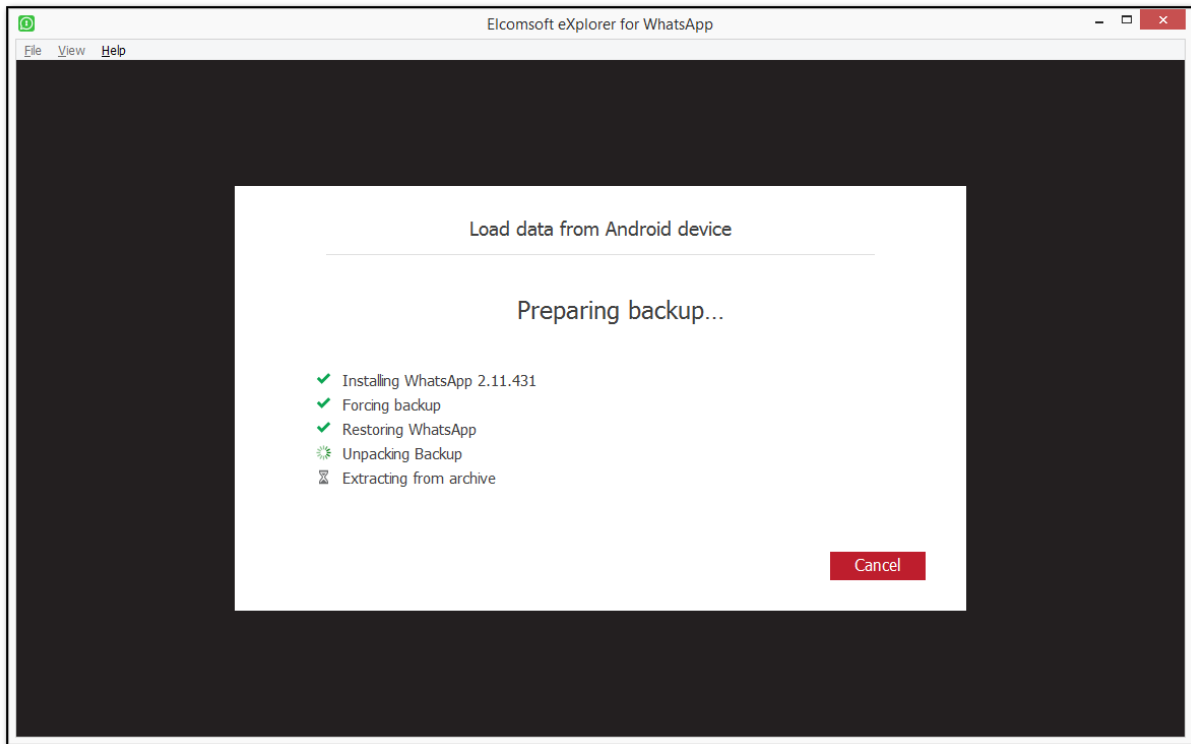 Elcomsoft eXplorer for WhatsApp
File View Help
Load data from Android device
Preparing backup...
Installing WhatsApp 2.11.431
Forcing backup
Restoring WhatsApp
Unpacking Backup
Extracting from archive
Cancel